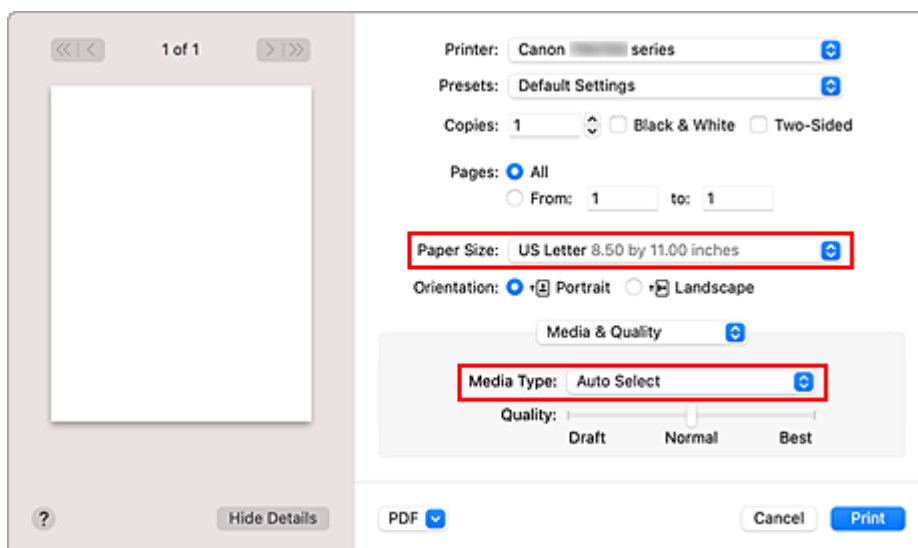 1 of 1
Printer: Canon series
Presets: Default Settings
Copies: 1 Black & White Two-Sided
Pages: All
From: 1 to: 1
Paper Size: US Letter 8.50 by 11.00 inches
Orientation: Portrait Landscape
Media & Quality
Media Type: Auto Select
Quality:
Draft Normal Best
? Hide Details PDF Cancel Print